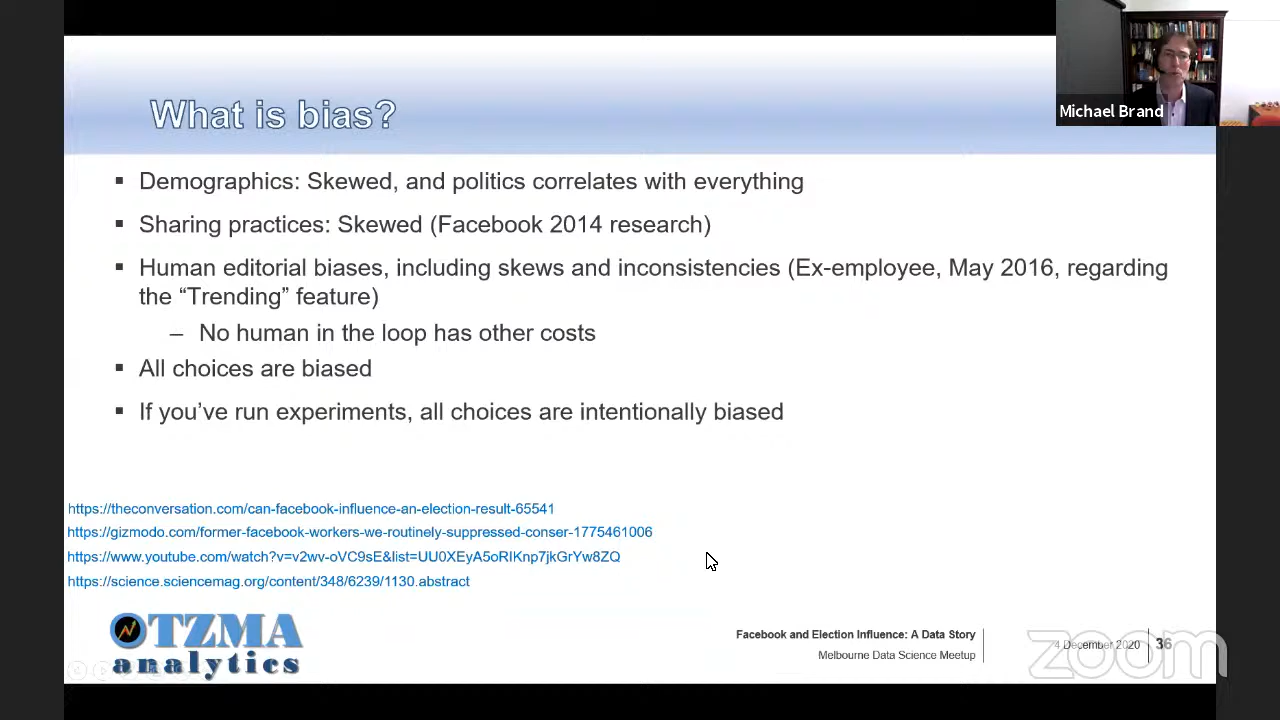 What is bias?
Michael Brand
▪ Demographics: Skewed, and politics correlates with everything
▪ Sharing practices: Skewed (Facebook 2014 research)
▪ Human editorial biases, including skews and inconsistencies (Ex-employee, May 2016, regarding
the “Trending” feature)
– No human in the loop has other costs
▪ All choices are biased
▪ If you’ve run experiments, all choices are intentionally biased
https://theconversation.com/can-facebook-influence-an-election-result-65541
https://gizmodo.com/former-facebook-workers-we-routinely-suppressed-conser-1775461006
https://www.youtube.com/watch?v=v2wv-oVC9sE&list=UU0XEyA5oRIKnp7jkGrYw8ZQ
https://science.sciencemag.org/content/348/6239/1130.abstract
OTZMA
analytics
Facebook and Election Influence: A Data Story
Melbourne Data Science Meetup
4 December 2020
36
zoom